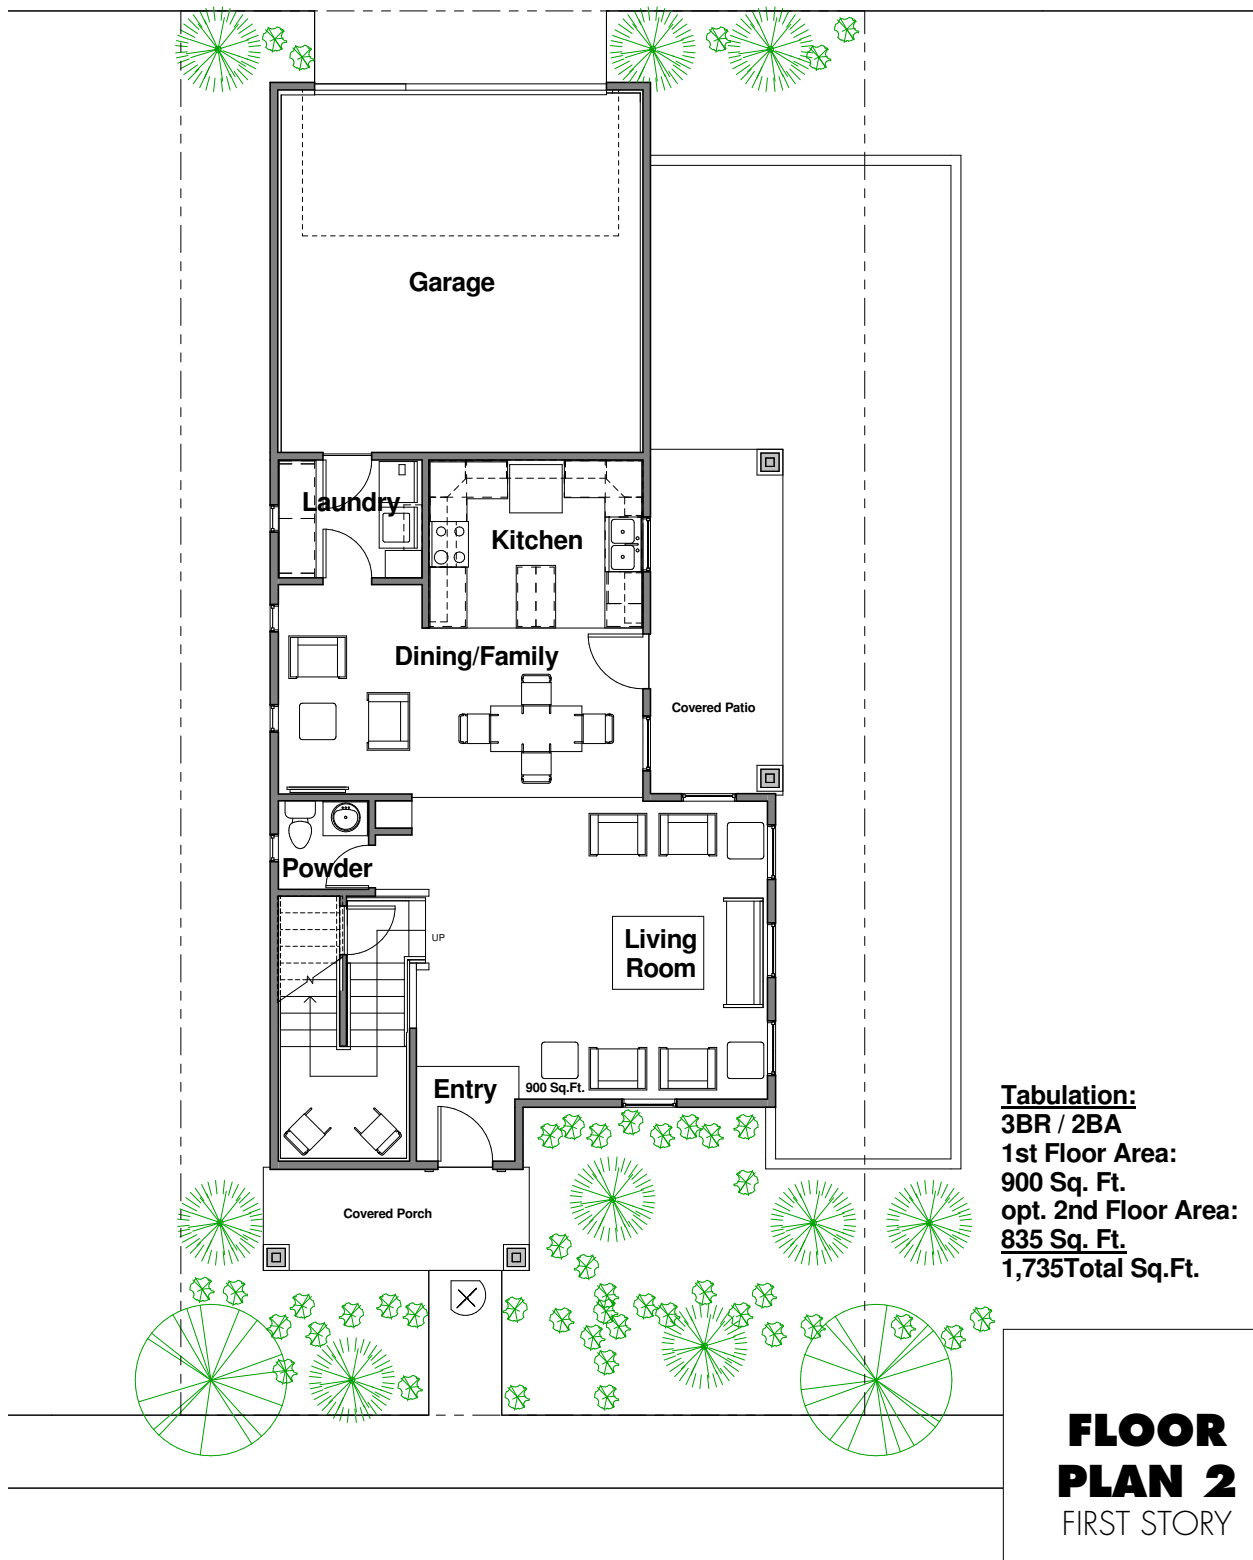 Garage
Laundry
Kitchen
Dining/Family
Covered Patio
Powder
UP
Living
Room
Entry
900 Sq.Ft.
Covered Porch
Tabulation:
3BR / 2BA
1st Floor Area:
900 Sq. Ft.
opt. 2nd Floor Area:
835 Sq. Ft.
1,735Total Sq.Ft.
FLOOR
PLAN 2
FIRST STORY